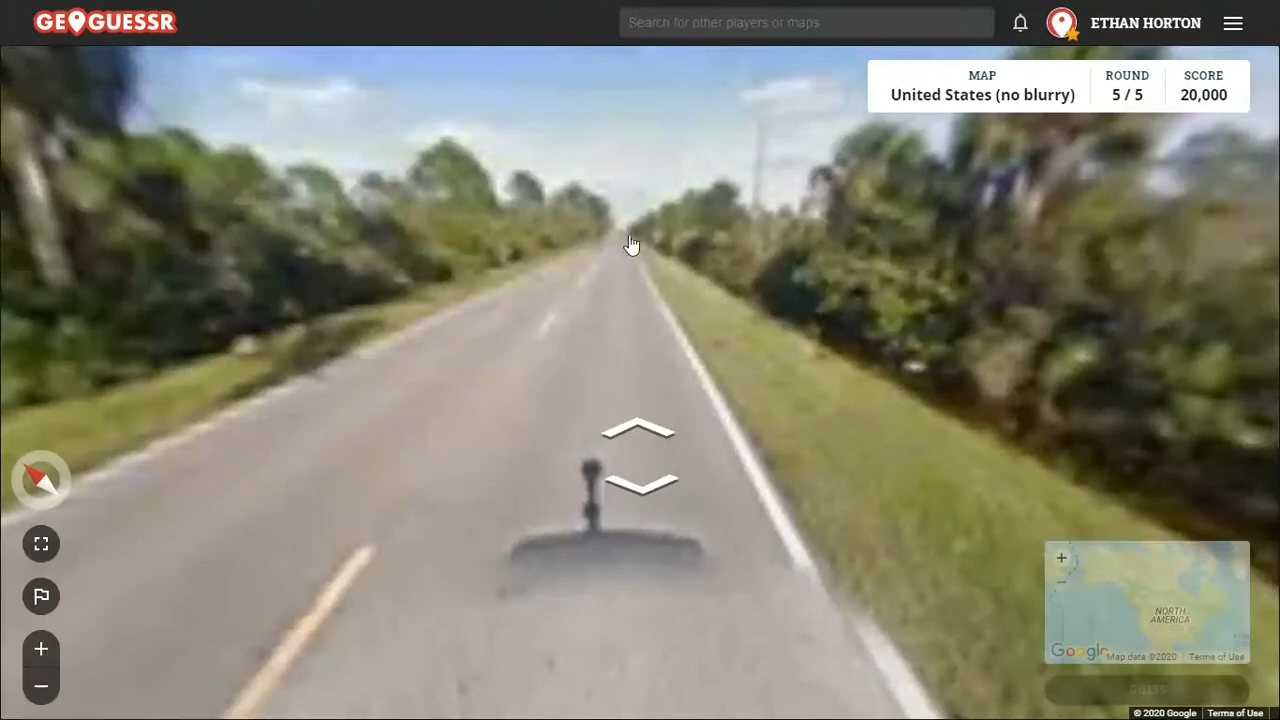 GEOGUESSR
Search for other players or maps
ETHAN HORTON
MAP
United States (no blurry)
ROUND
5 / 5
SCORE
20,000
+
−
NORTH
AMERICA
Google
Map data ©2020
Terms of Use
GUESS
+
−
© 2020 Google
Terms of Use